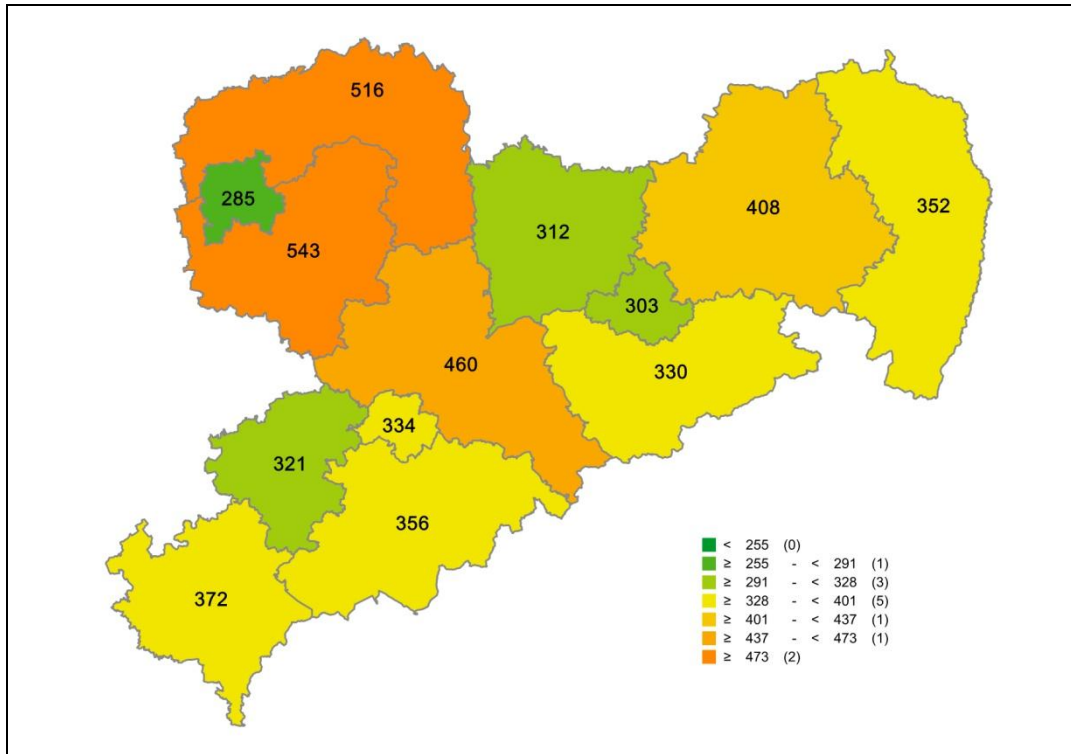 516
285
543
312
408
352
303
460
330
334
321
356
372
< 255 (0)
≥ 255 - < 291 (1)
≥ 291 - < 328 (3)
≥ 328 - < 401 (5)
≥ 401 - < 437 (1)
≥ 437 - < 473 (1)
≥ 473 (2)